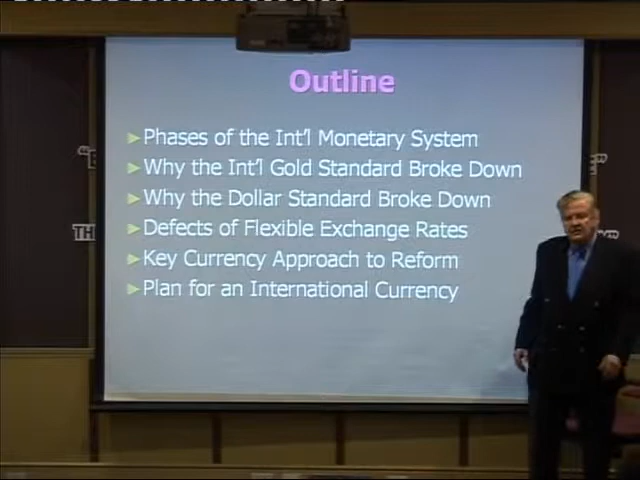 Outline
Phases of the Int'l Monetary System
Why the Int'l Gold Standard Broke Down
Why the Dollar Standard Broke Down
Defects of Flexible Exchange Rates
Key Currency Approach to Reform
Plan for an International Currency
TH